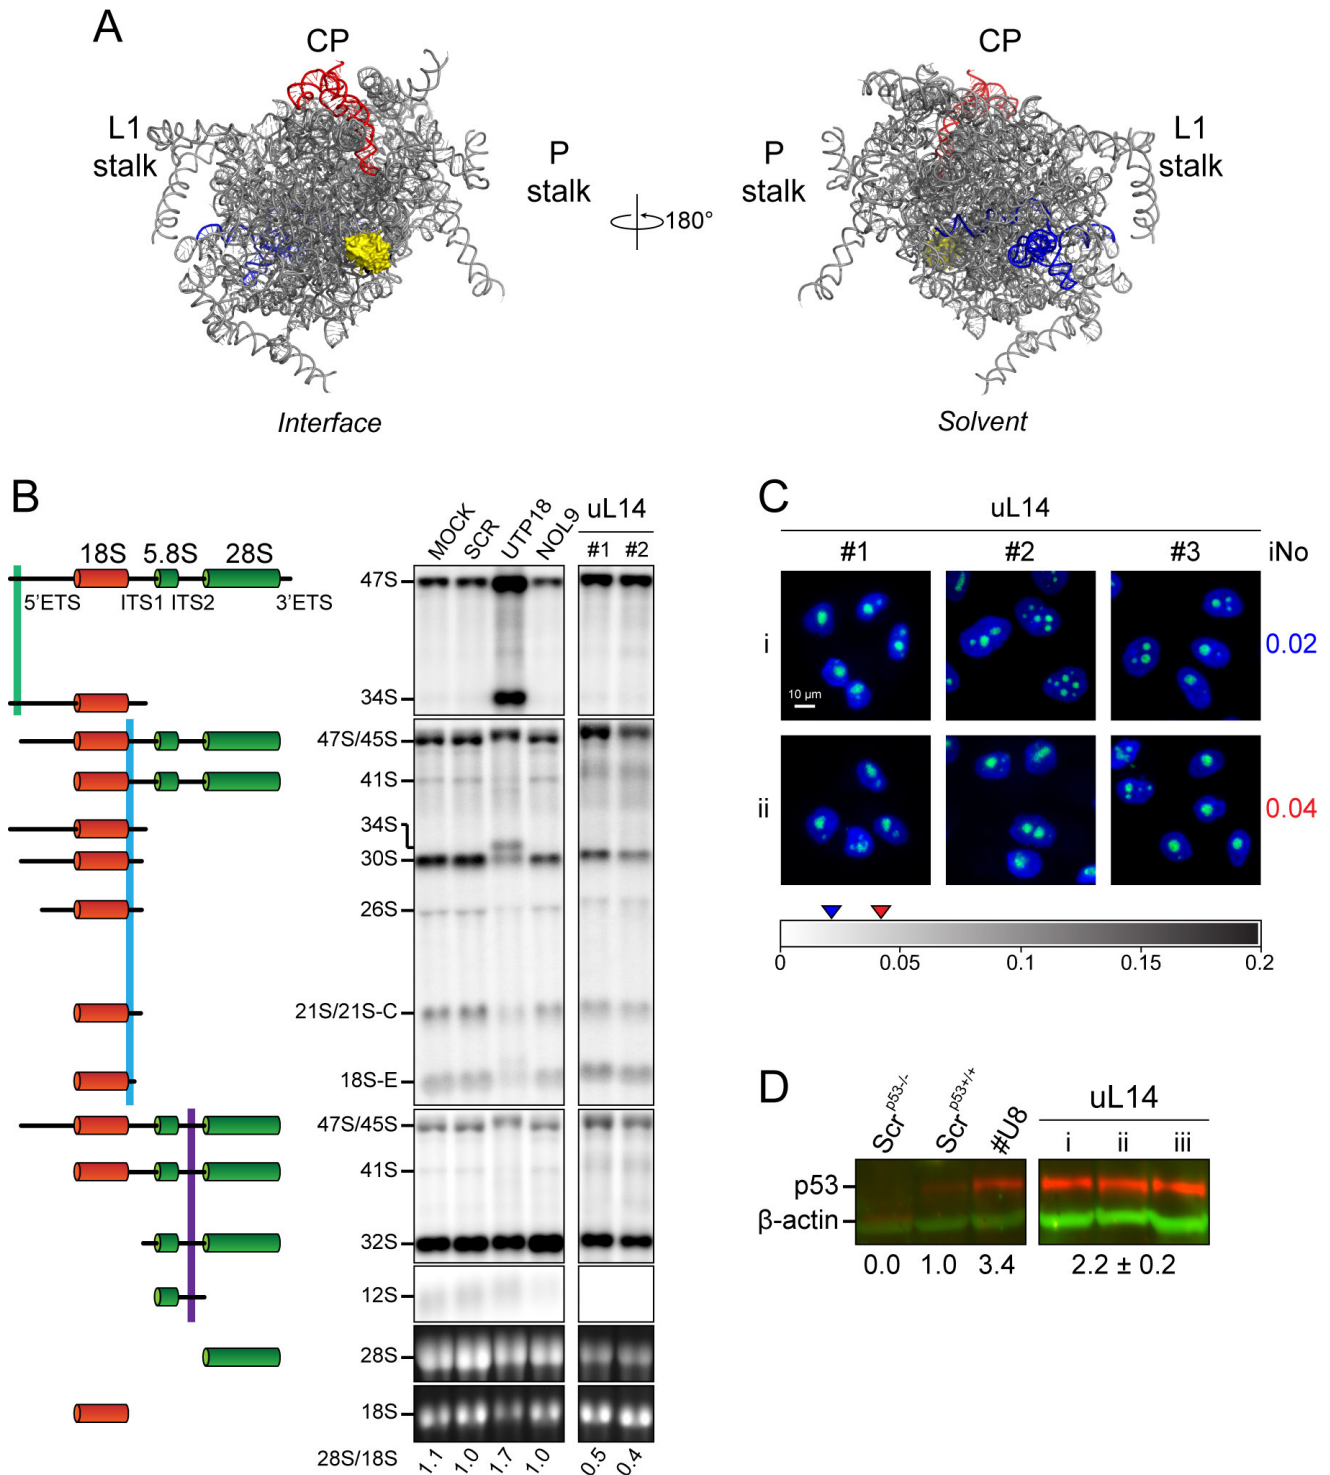 A
CP
L1
stalk
P
stalk
180°
CP
P
stalk
L1
stalk
Interface
Solvent
B
18S 5.8S 28S
5'ETS ITS1 ITS2 3'ETS
MOCK SCR UTP18 NOL9 uL14
#1 #2
47S
34S
47S/45S
41S
34S
30S
26S
21S/21S-C
18S-E
47S/45S
41S
32S
12S
28S
18S
28S/18S 1.1 1.0 1.7 1.0 0.5 0.4
C
uL14
#1 #2 #3 iNo
i 0.02
10 µm
ii 0.04
0 0.05 0.1 0.15 0.2
D
Scr p53-/- Scr p53+/+ #U8 uL14
i ii iii
p53
β-actin
0.0 1.0 3.4 2.2 ± 0.2